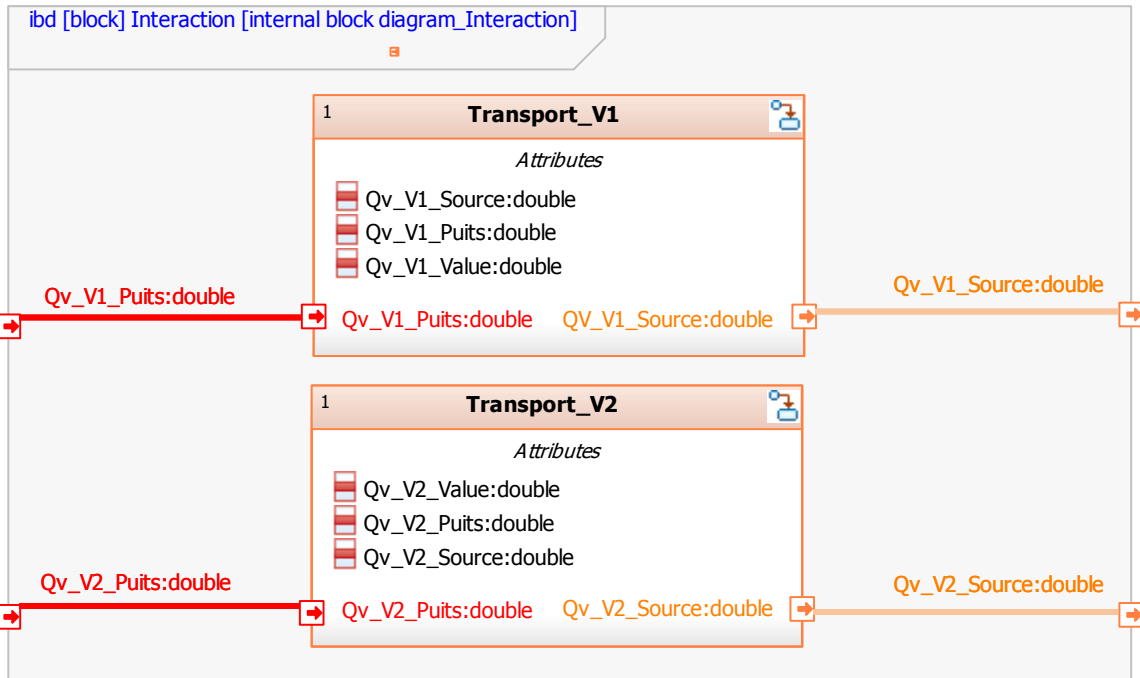 ibd [block] Interaction [internal block diagram_Interaction]
1
Transport_V1
Attributes
Qv_V1_Source:double
Qv_V1_Puits:double
Qv_V1_Value:double
Qv_V1_Puits:double
Qv_V1_Puits:double
QV_V1_Source:double
Qv_V1_Source:double
1
Transport_V2
Attributes
Qv_V2_Value:double
Qv_V2_Puits:double
Qv_V2_Source:double
Qv_V2_Puits:double
Qv_V2_Puits:double
Qv_V2_Source:double
Qv_V2_Source:double